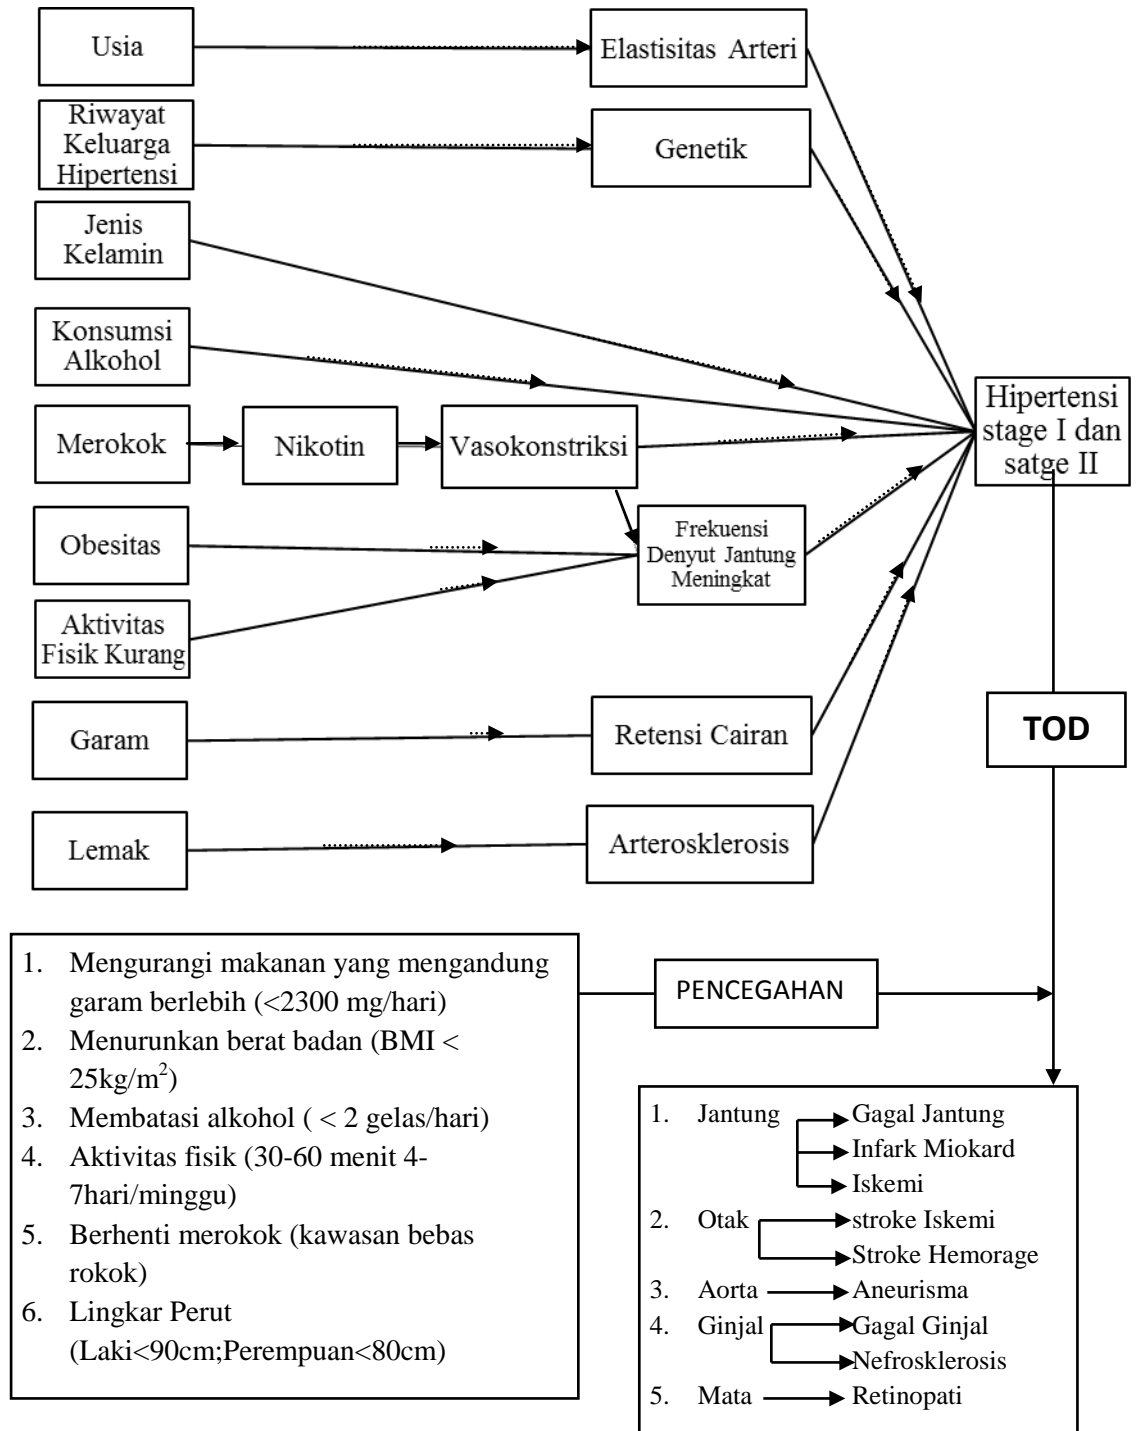 Usia
Elastisitas Arteri
Riwayat
Keluarga
Hipertensi
Genetik
Jenis
Kelamin
Konsumsi
Alkohol
Merokok
Nikotin
Vasokonstriksi
Hipertensi
stage I dan
satge II
Obesitas
Frekuensi
Denyut Jantung
Meningkat
Aktivitas
Fisik Kurang
Garam
Retensi Cairan
TOD
Lemak
Arterosklerosis
1. Mengurangi makanan yang mengandung
garam berlebih (<2300 mg/hari)
2. Menurunkan berat badan (BMI <
25kg/m²)
3. Membatasi alkohol ( < 2 gelas/hari)
4. Aktivitas fisik (30-60 menit 4-
7hari/minggu)
5. Berhenti merokok (kawasan bebas
rokok)
6. Lingkar Perut
(Laki<90cm;Perempuan<80cm)
PENCEGAHAN
1. Jantung Gagal Jantung
Infark Miokard
Iskemi
2. Otak stroke Iskemi
Stroke Hemorage
3. Aorta Aneurisma
4. Ginjal Gagal Ginjal
Nefrosklerosis
5. Mata Retinopati